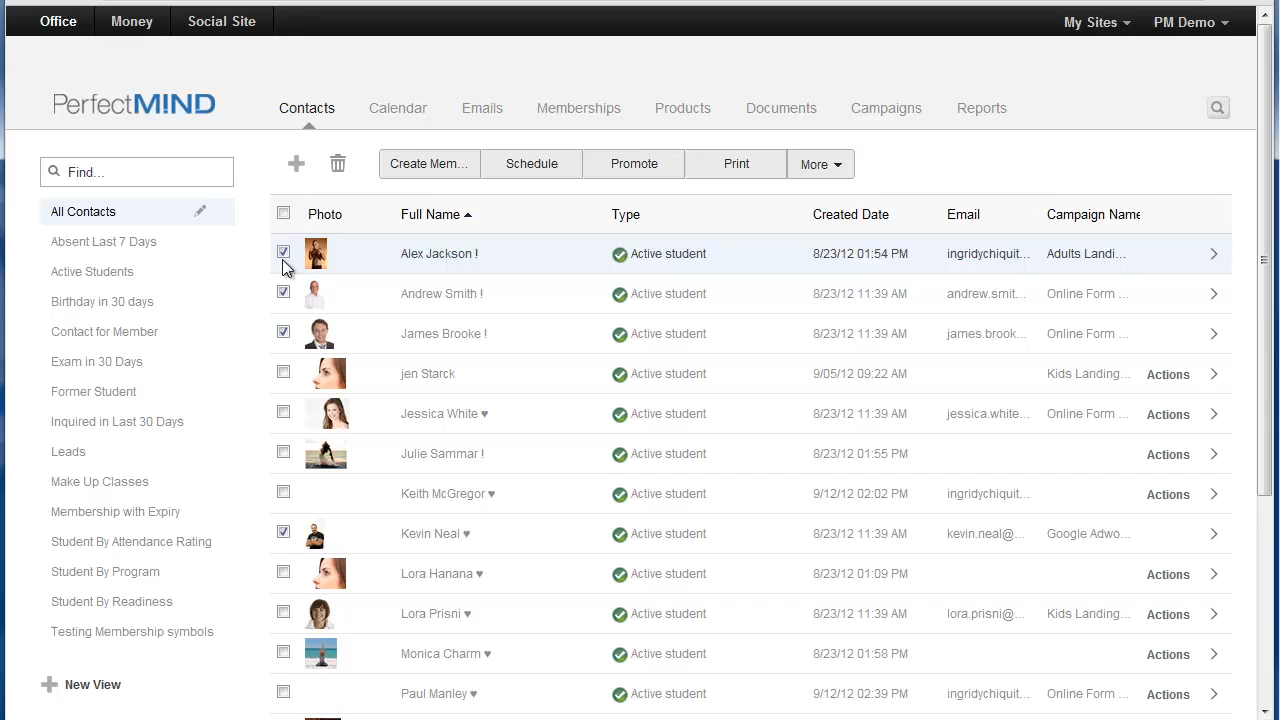 Office Money Social Site My Sites PM Demo
PerfectMIND Contacts Calendar Emails Memberships Products Documents Campaigns Reports
Find...
Create Mem... Schedule Promote Print More
All Contacts
Absent Last 7 Days
Active Students
Birthday in 30 days
Contact for Member
Exam in 30 Days
Former Student
Inquired in Last 30 Days
Leads
Make Up Classes
Membership with Expiry
Student By Attendance Rating
Student By Program
Student By Readiness
Testing Membership symbols
New View
Photo Full Name Type Created Date Email Campaign Name
Alex Jackson ! Active student 8/23/12 01:54 PM ingridychiquit... Adults Landi...
Andrew Smith ! Active student 8/23/12 11:39 AM andrew.smit... Online Form ...
James Brooke ! Active student 8/23/12 11:39 AM james.brook... Online Form ...
jen Starck Active student 9/05/12 09:22 AM Kids Landing... Actions
Jessica White ♥ Active student 8/23/12 11:39 AM jessica.white... Online Form ... Actions
Julie Sammar ! Active student 8/23/12 01:55 PM Actions
Keith McGregor ♥ Active student 9/12/12 02:02 PM ingridychiquit... Actions
Kevin Neal ♥ Active student 8/23/12 11:39 AM kevin.neal@... Google Adwo...
Lora Hanana ♥ Active student 8/23/12 01:09 PM Actions
Lora Prisni ♥ Active student 8/23/12 11:39 AM lora.prisni@... Kids Landing... Actions
Monica Charm ♥ Active student 8/23/12 01:58 PM Actions
Paul Manley ♥ Active student 9/12/12 02:39 PM ingridychiquit... Actions